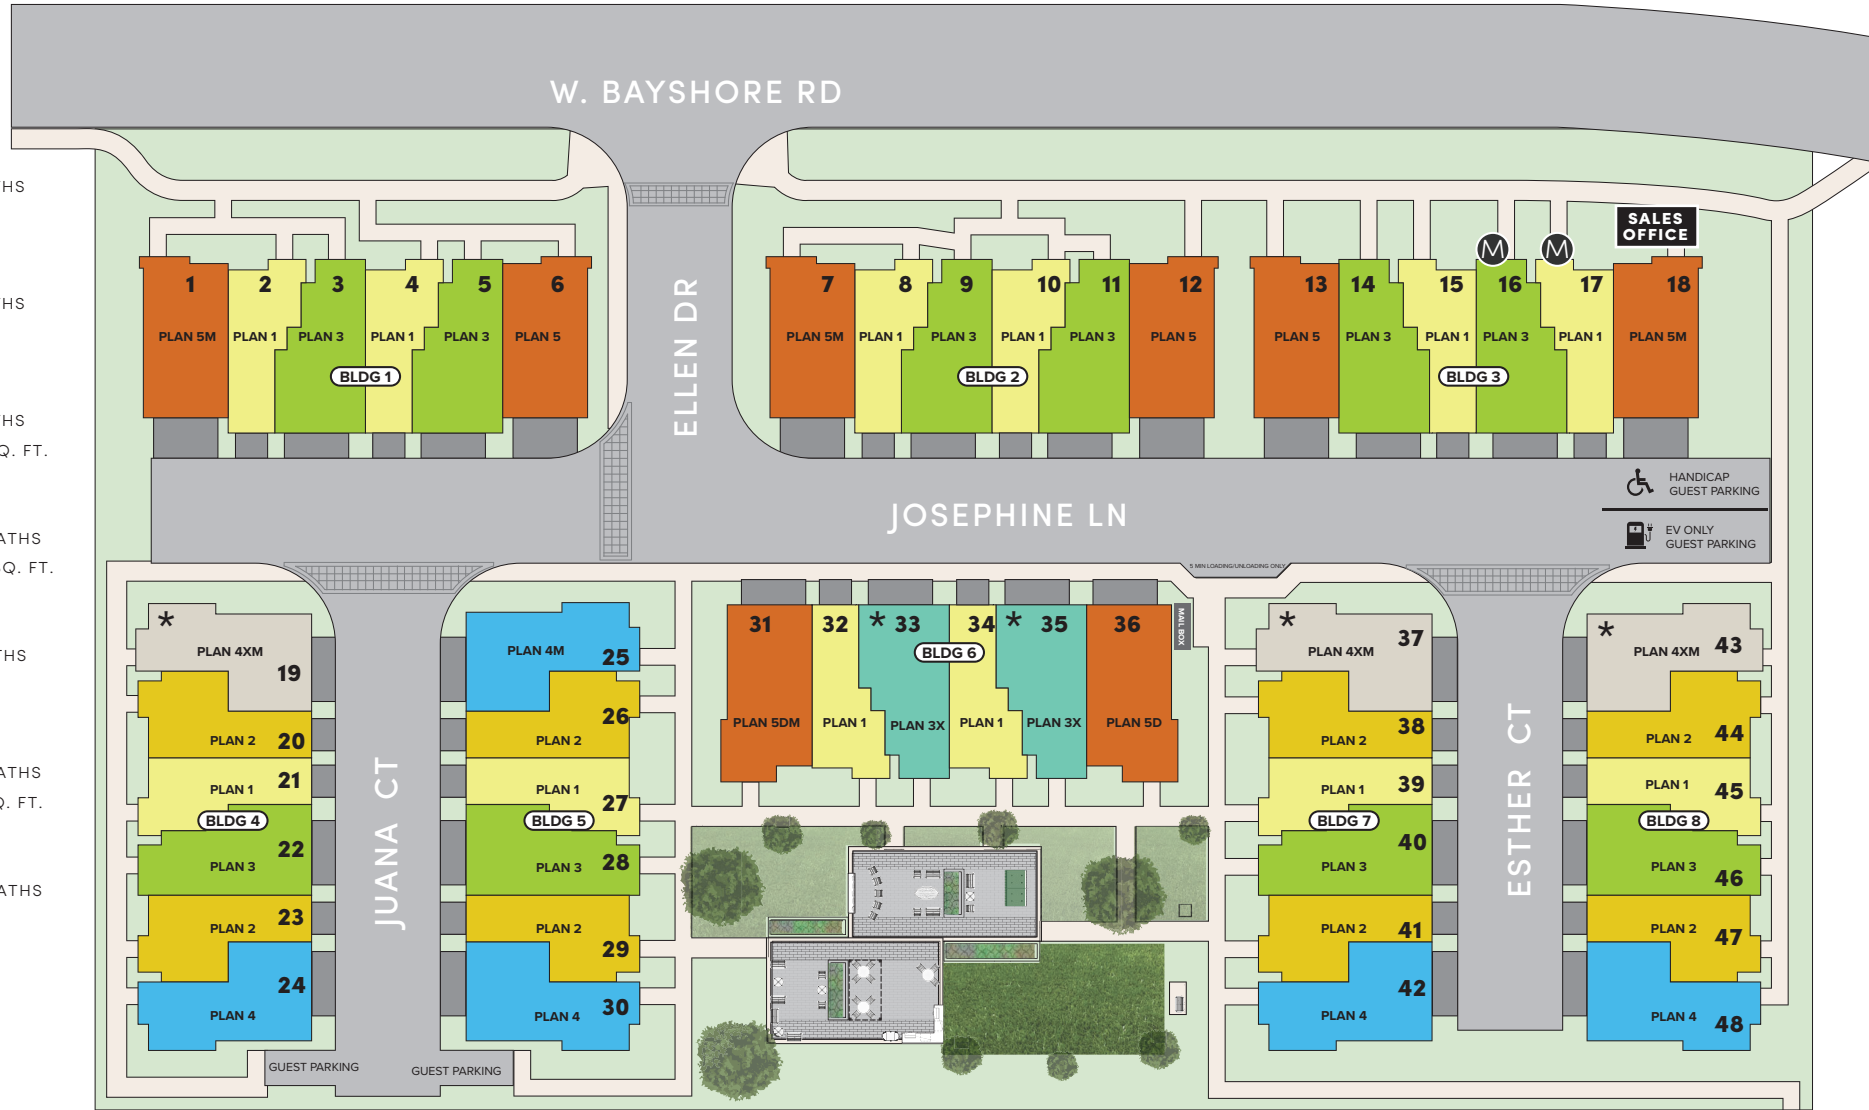 W. BAYSHORE RD
THS
THS
THS
Q. FT.
ATHS
SQ. FT.
THS
ATHS
Q. FT.
ATHS
SALES
OFFICE
M M
1 2 3 4 5 6
PLAN 5M PLAN 1 PLAN 3 PLAN 1 PLAN 3 PLAN 5
BLDG 1
ELLEN DR
7 8 9 10 11 12
PLAN 5M PLAN 1 PLAN 3 PLAN 1 PLAN 3 PLAN 5
BLDG 2
13 14 15 16 17 18
PLAN 5 PLAN 3 PLAN 1 PLAN 3 PLAN 1 PLAN 5M
BLDG 3
JOSEPHINE LN
HANDICAP
GUEST PARKING
EV ONLY
GUEST PARKING
5 MIN LOADING/UNLOADING ONLY
*
PLAN 4XM 19
PLAN 2 20
PLAN 1 21
BLDG 4
PLAN 3 22
PLAN 2 23
PLAN 4 24
GUEST PARKING
JUANA CT
PLAN 4M 25
PLAN 2 26
PLAN 1 27
BLDG 5
PLAN 3 28
PLAN 2 29
PLAN 4 30
GUEST PARKING
31 32 * 33 34 * 35 36
BLDG 6
PLAN 5DM PLAN 1 PLAN 3X PLAN 1 PLAN 3X PLAN 5D
MAIL BOX
*
PLAN 4XM 37
PLAN 2 38
PLAN 1 39
BLDG 7
PLAN 3 40
PLAN 2 41
PLAN 4 42
ESTHER CT
*
PLAN 4XM 43
PLAN 2 44
PLAN 1 45
BLDG 8
PLAN 3 46
PLAN 2 47
PLAN 4 48